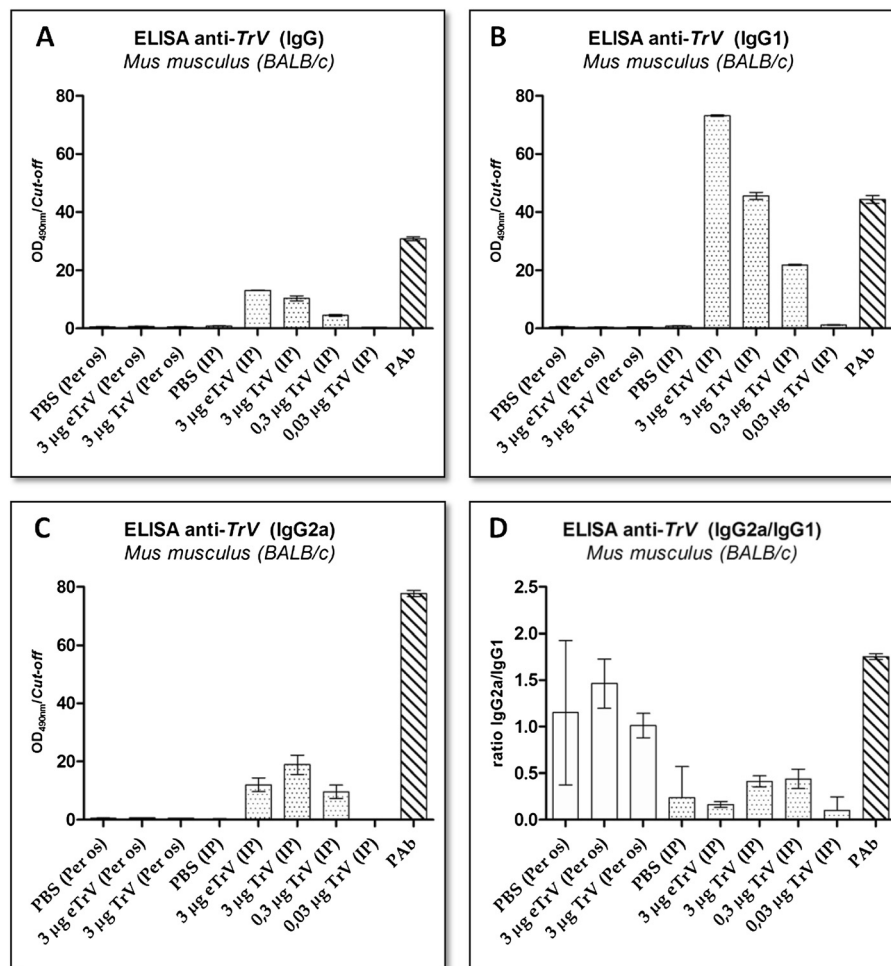 A
ELISA anti-TrV (IgG)
Mus musculus (BALB/c)
OD490nm/Cut-off
80
60
40
20
0
PBS (Per os)
3 µg eTrV (Per os)
3 µg TrV (Per os)
PBS (IP)
3 µg eTrV (IP)
3 µg TrV (IP)
0,3 µg TrV (IP)
0,03 µg TrV (IP)
PAb
B
ELISA anti-TrV (IgG1)
Mus musculus (BALB/c)
OD490nm/Cut-off
80
60
40
20
0
PBS (Per os)
3 µg eTrV (Per os)
3 µg TrV (Per os)
PBS (IP)
3 µg eTrV (IP)
3 µg TrV (IP)
0,3 µg TrV (IP)
0,03 µg TrV (IP)
PAb
C
ELISA anti-TrV (IgG2a)
Mus musculus (BALB/c)
OD490nm/Cut-off
80
60
40
20
0
PBS (Per os)
3 µg eTrV (Per os)
3 µg TrV (Per os)
PBS (IP)
3 µg eTrV (IP)
3 µg TrV (IP)
0,3 µg TrV (IP)
0,03 µg TrV (IP)
PAb
D
ELISA anti-TrV (IgG2a/IgG1)
Mus musculus (BALB/c)
ratio IgG2a/IgG1
2.5
2.0
1.5
1.0
0.5
0.0
PBS (Per os)
3 µg eTrV (Per os)
3 µg TrV (Per os)
PBS (IP)
3 µg eTrV (IP)
3 µg TrV (IP)
0,3 µg TrV (IP)
0,03 µg TrV (IP)
PAb